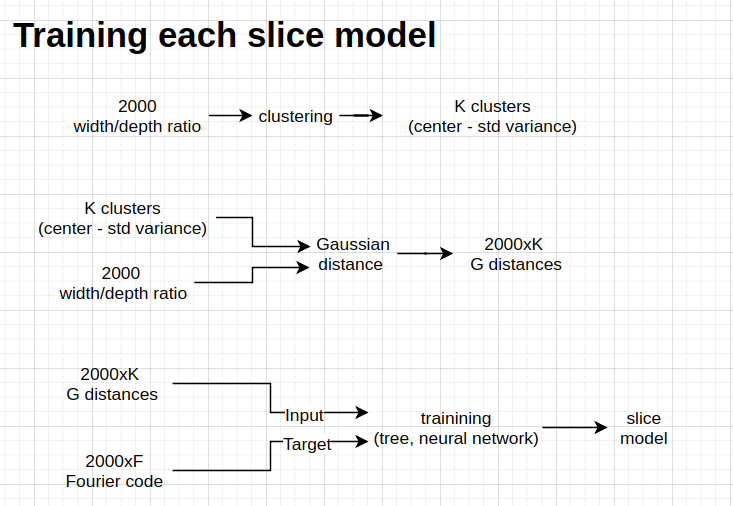 Training each slice model
2000
width/depth ratio
clustering
K clusters
(center - std variance)
K clusters
(center - std variance)
2000
width/depth ratio
Gaussian
distance
2000xK
G distances
2000xK
G distances
Input
Target
2000xF
Fourier code
trainining
(tree, neural network)
slice
model